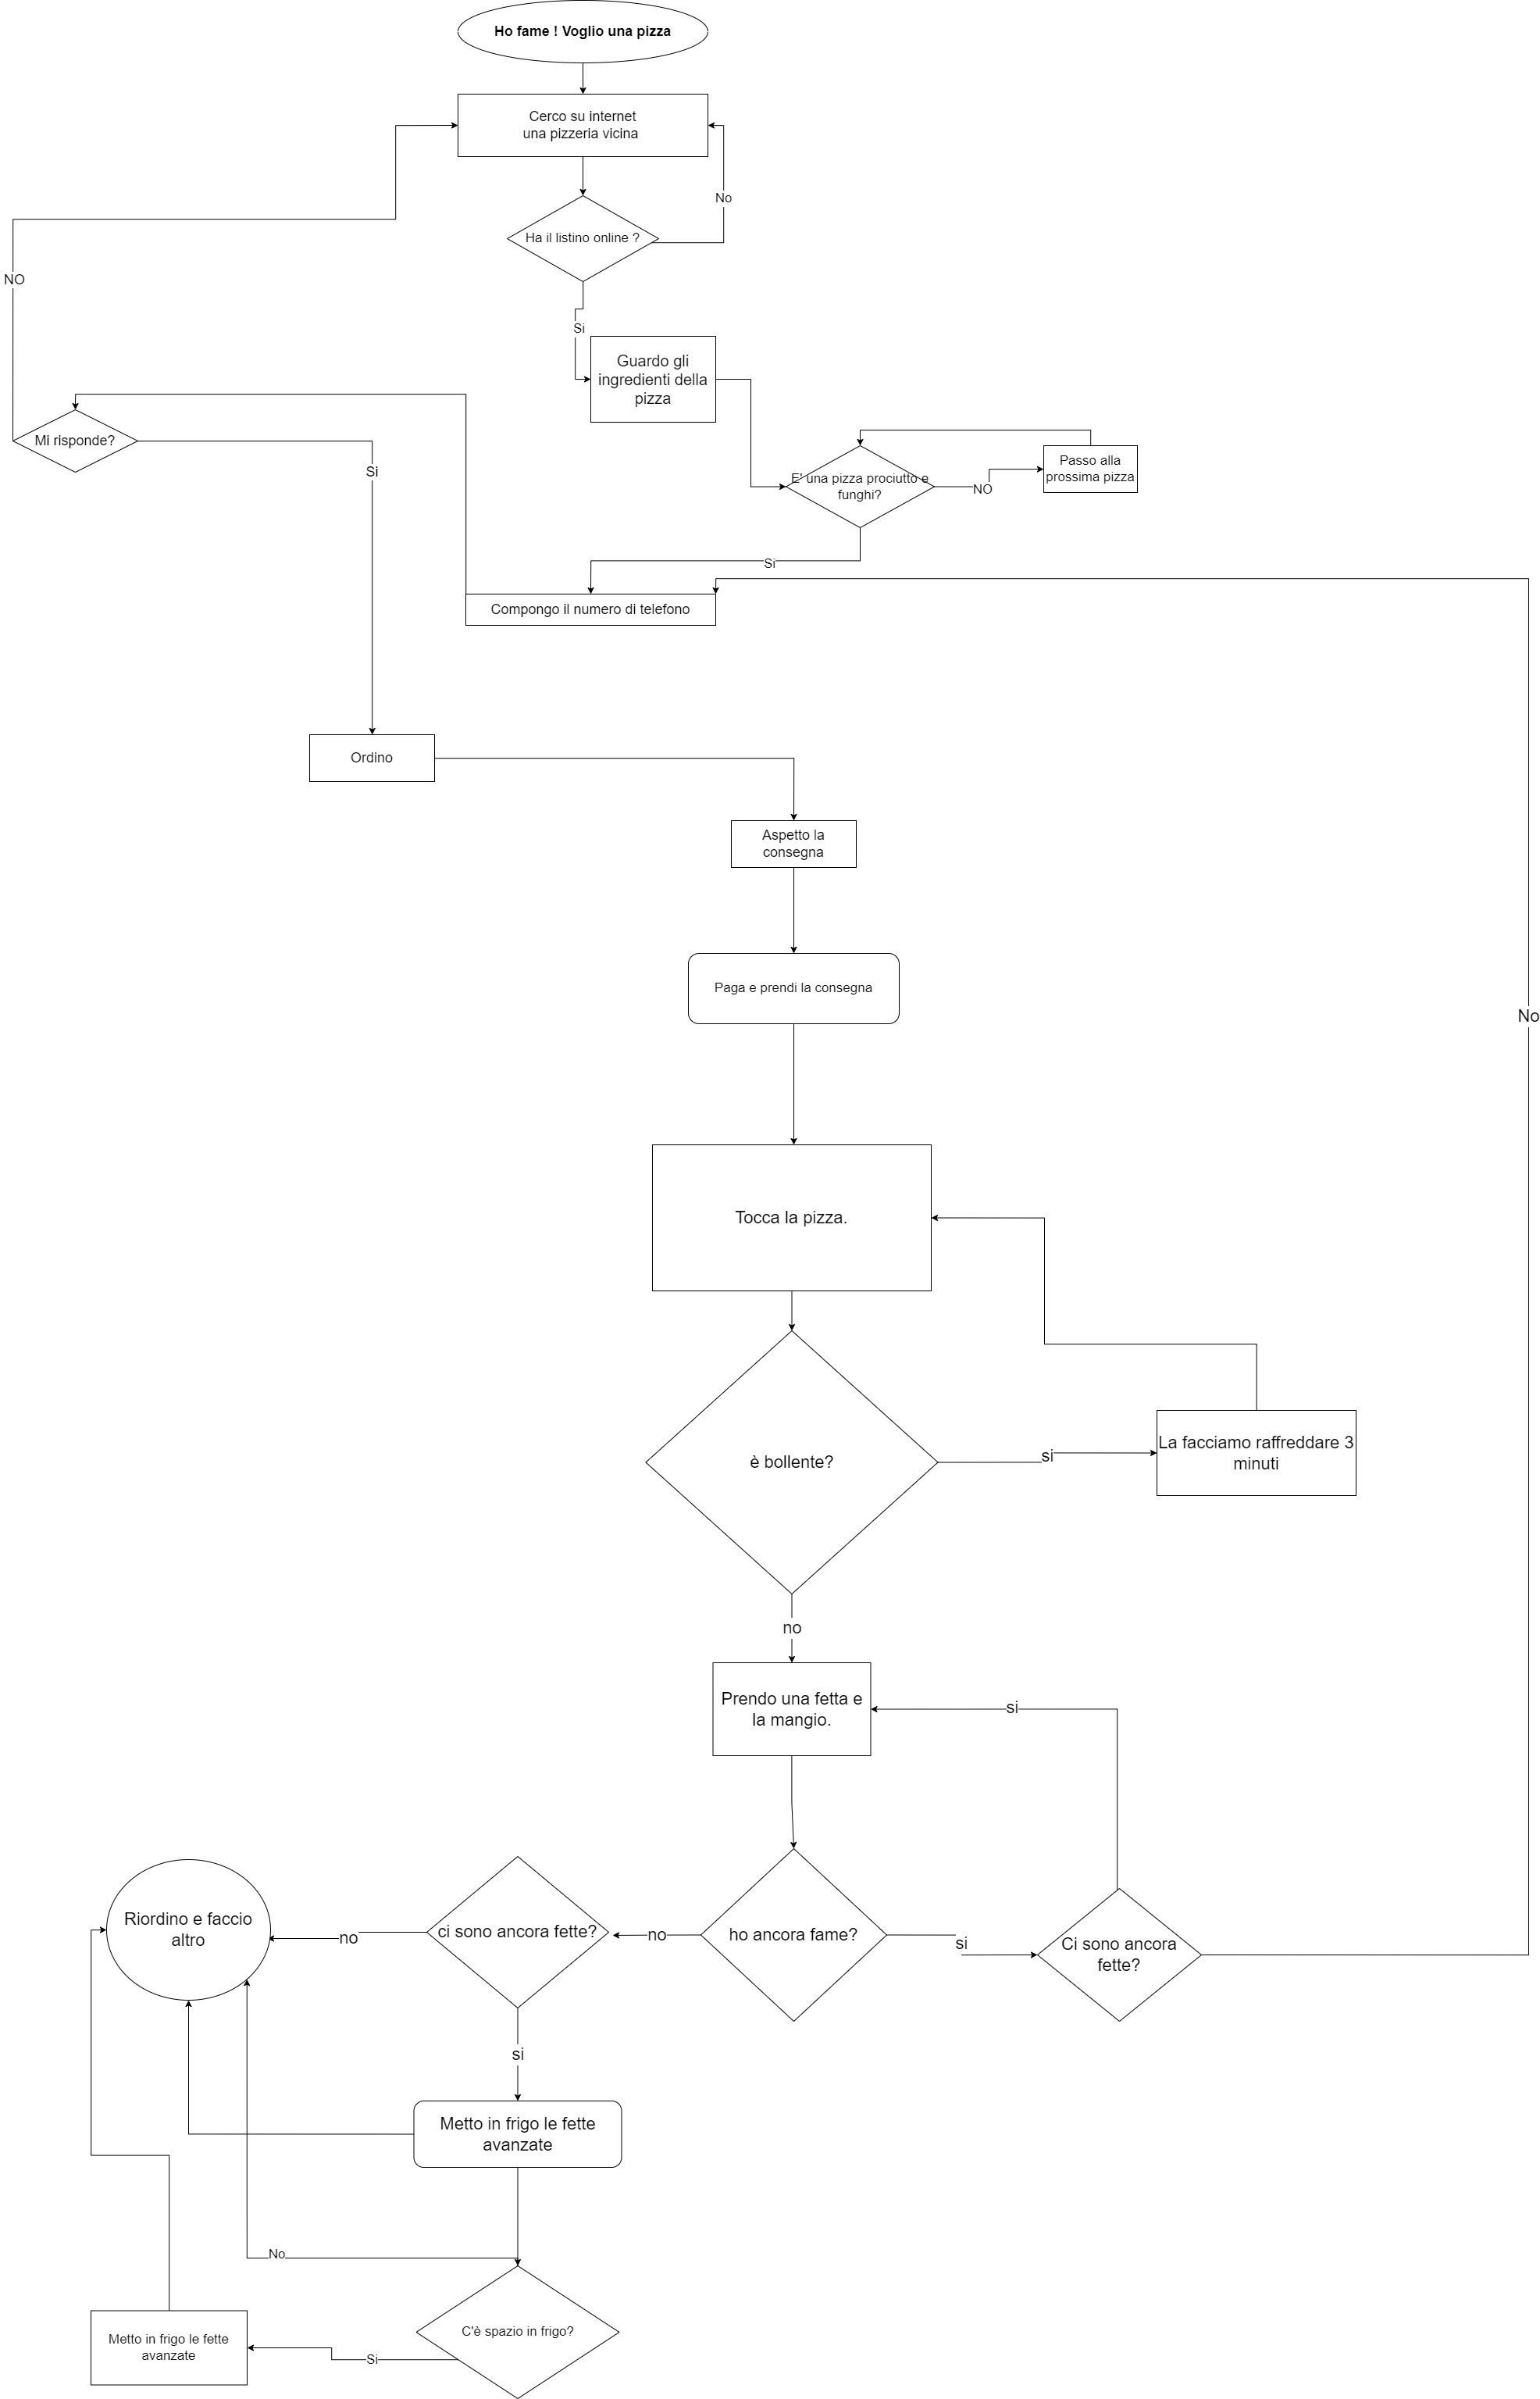 Ho fame ! Voglio una pizza
Cerco su internet
una pizzeria vicina
No
Ha il listino online ?
NO
Si
Guardo gli
ingredienti della
pizza
Mi risponde?
Si
E' una pizza prociutto e
funghi?
NO
Passo alla
prossima pizza
Si
Compongo il numero di telefono
Ordino
Aspetto la
consegna
Paga e prendi la consegna
No
Tocca la pizza.
è bollente?
si
La facciamo raffreddare 3
minuti
no
Prendo una fetta e
la mangio.
si
Riordino e faccio
altro
no
ci sono ancora fette?
no
ho ancora fame?
si
Ci sono ancora
fette?
si
Metto in frigo le fette
avanzate
No
C'è spazio in frigo?
Si
Metto in frigo le fette
avanzate